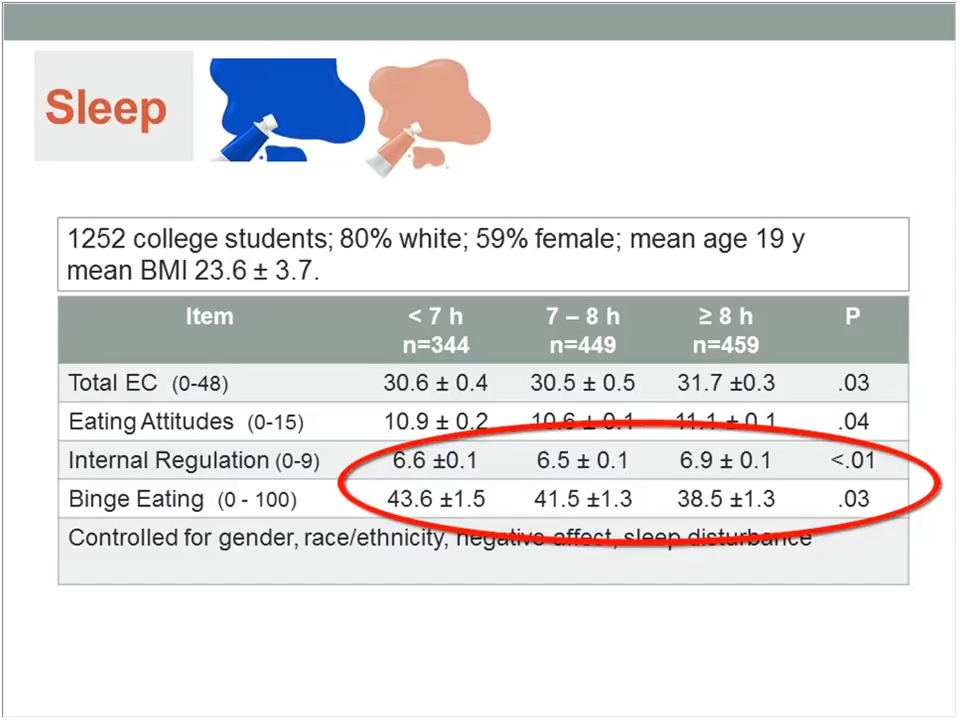 Sleep
1252 college students; 80% white; 59% female; mean age 19 y
mean BMI 23.6 ± 3.7.
Item < 7 h 7 – 8 h ≥ 8 h P
n=344 n=449 n=459
Total EC (0-48) 30.6 ± 0.4 30.5 ± 0.5 31.7 ±0.3 .03
Eating Attitudes (0-15) 10.9 ± 0.2 10.6 ± 0.1 11.1 ± 0.1 .04
Internal Regulation (0-9) 6.6 ±0.1 6.5 ± 0.1 6.9 ± 0.1 <.01
Binge Eating (0 - 100) 43.6 ±1.5 41.5 ±1.3 38.5 ±1.3 .03
Controlled for gender, race/ethnicity, negative affect, sleep disturbance